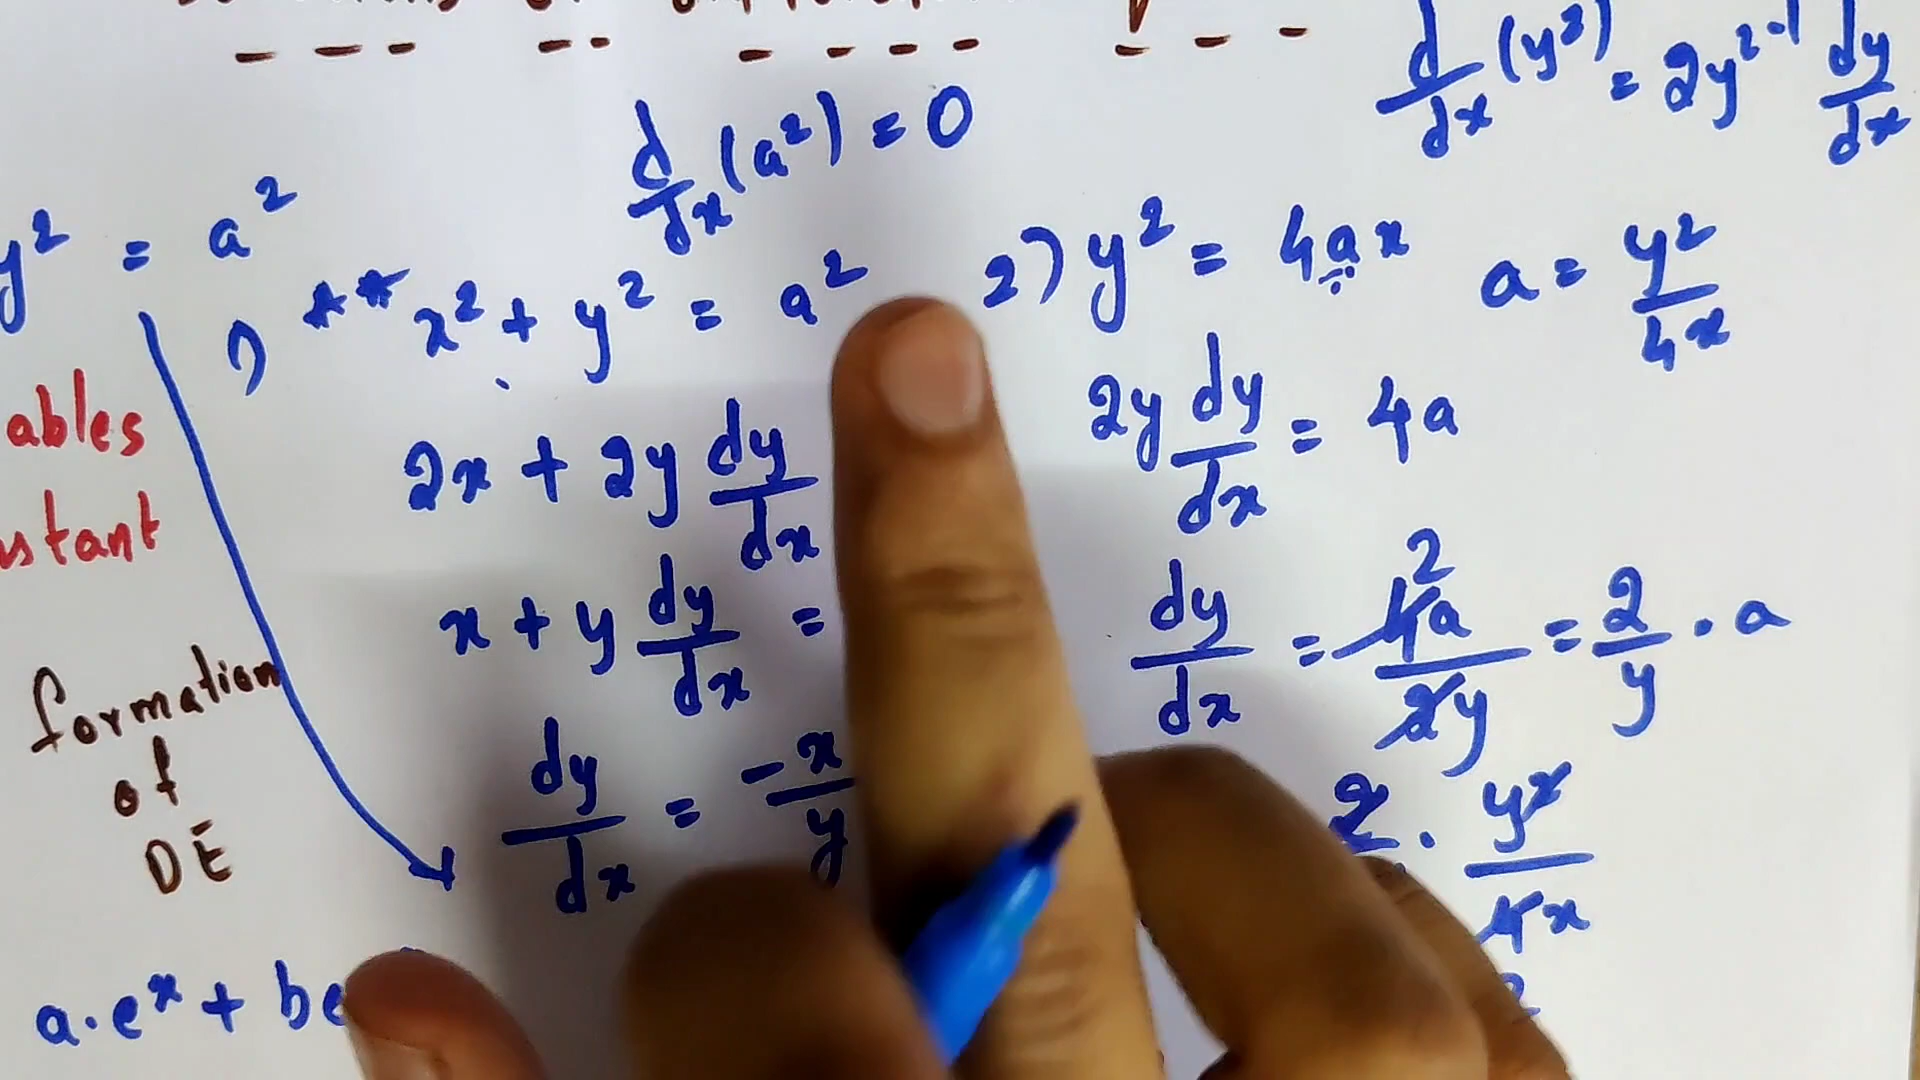 d/dx (y²) = 2y²⁻¹ dy/dx
d/dx (a²) = 0
y² = a²
1) ** x² + y² = a²
2x + 2y dy/dx
x + y dy/dx =
dy/dx = -x/y
2) y² = 4ax
a = y²/4x
2y dy/dx = 4a
dy/dx = 4a/2y = 2/y · a
2
2 · y²/4x
ables
stant
formation
of
DE
a.eˣ + be